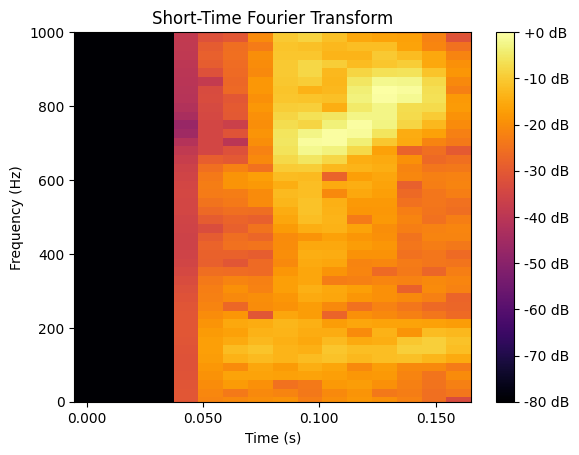 Short-Time Fourier Transform
1000
800
600
400
200
0
Frequency (Hz)
0.000
0.050
0.100
0.150
Time (s)
+0 dB
-10 dB
-20 dB
-30 dB
-40 dB
-50 dB
-60 dB
-70 dB
-80 dB